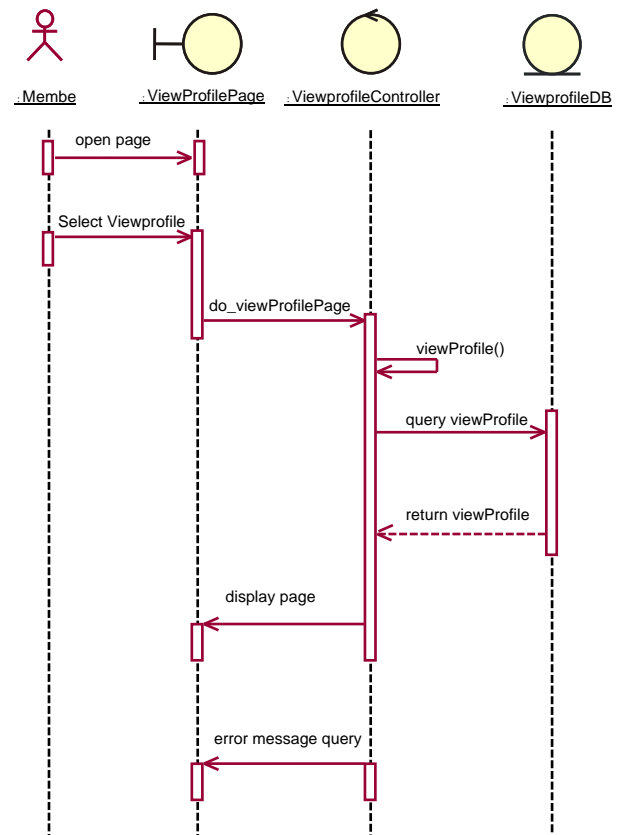 : Membe
: ViewProfilePage
: ViewprofileController
: ViewprofileDB
open page
Select Viewprofile
do_viewProfilePage
viewProfile()
query viewProfile
return viewProfile
display page
error message query